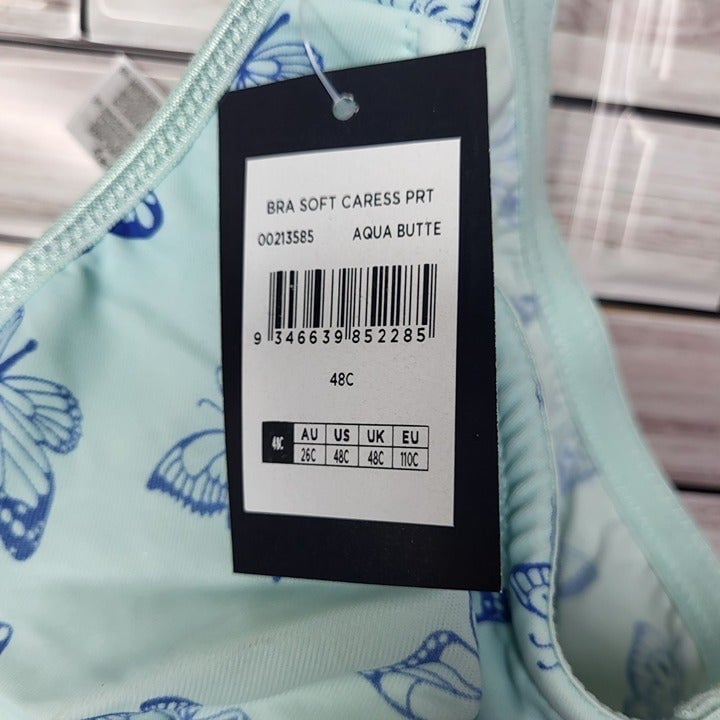 BRA SOFT CARESS PRT
00213585 AQUA BUTTE
9 346639 852285
48C
48C AU US UK EU
26C 48C 48C 110C